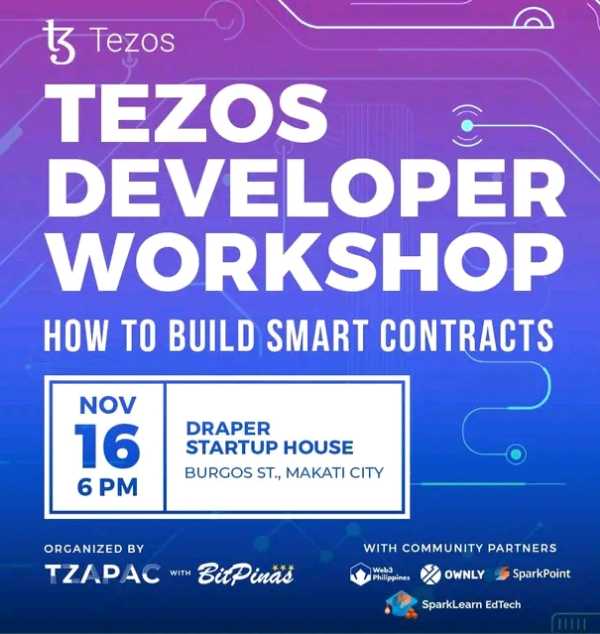 Tezos
TEZOS
DEVELOPER
WORKSHOP
HOW TO BUILD SMART CONTRACTS
NOV
16
6 PM
DRAPER
STARTUP HOUSE
BURGOS ST., MAKATI CITY
ORGANIZED BY
TZAPAC WITH BitPinas
WITH COMMUNITY PARTNERS
Web3
Philippines
OWNLY
SparkPoint
SparkLearn EdTech